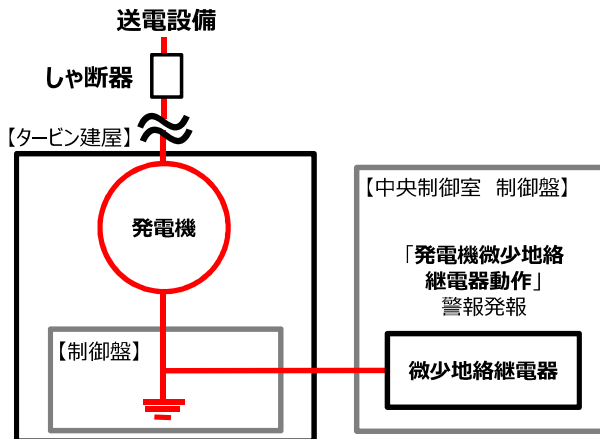 送電設備
しゃ断器
【タービン建屋】
発電機
【制御盤】
【中央制御室　制御盤】
「発電機微少地絡
継電器動作」
警報発報
微少地絡継電器